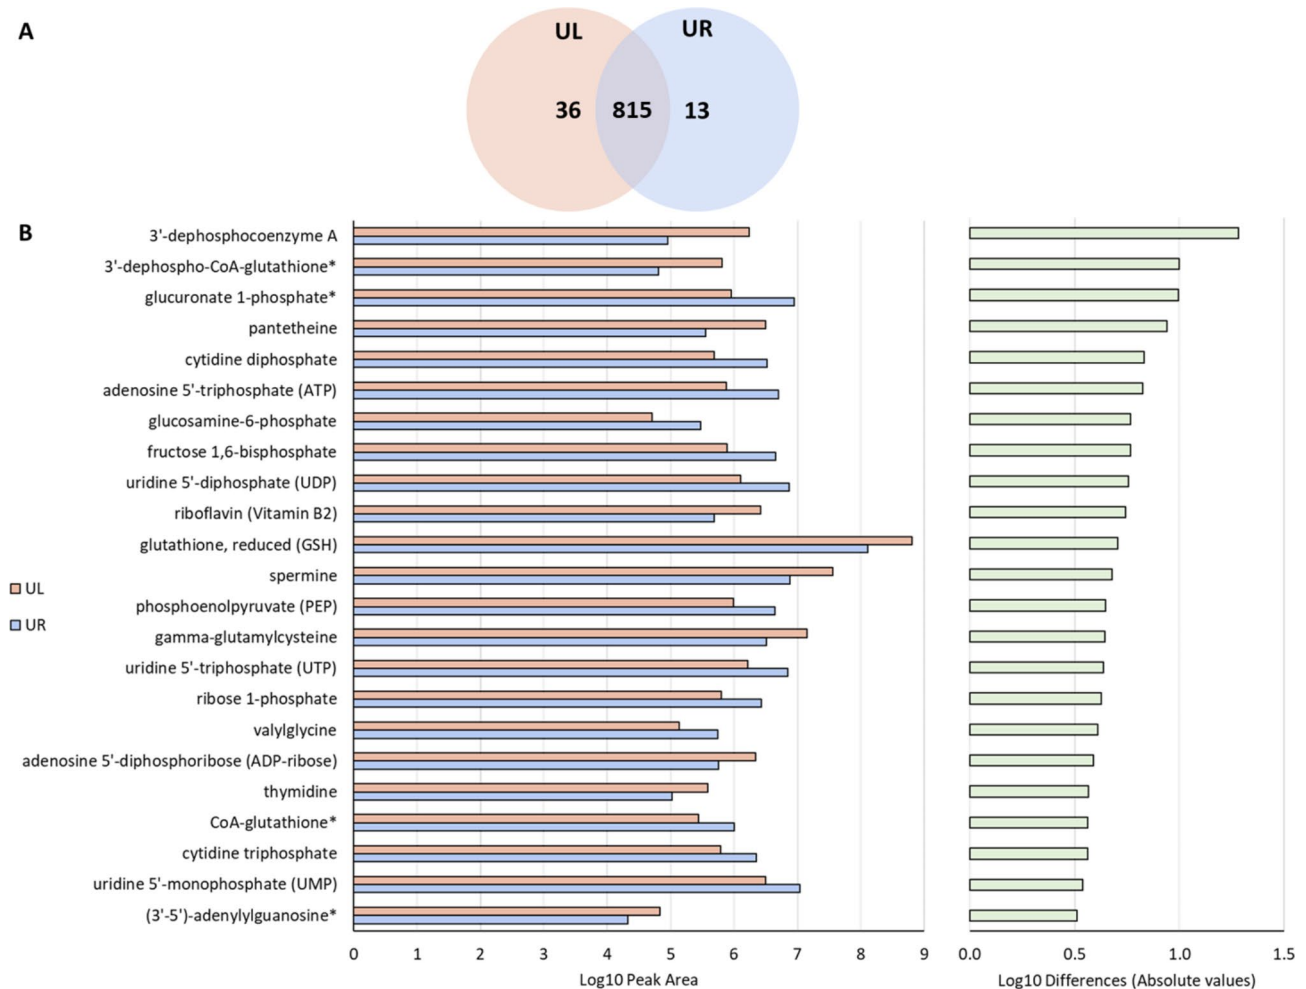 A
UL
UR
36
815
13
B
3'-dephosphocoenzyme A
3'-dephospho-CoA-glutathione*
glucuronate 1-phosphate*
pantetheine
cytidine diphosphate
adenosine 5'-triphosphate (ATP)
glucosamine-6-phosphate
fructose 1,6-bisphosphate
uridine 5'-diphosphate (UDP)
riboflavin (Vitamin B2)
glutathione, reduced (GSH)
spermine
phosphoenolpyruvate (PEP)
gamma-glutamylcysteine
uridine 5'-triphosphate (UTP)
ribose 1-phosphate
valylglycine
adenosine 5'-diphosphoribose (ADP-ribose)
thymidine
CoA-glutathione*
cytidine triphosphate
uridine 5'-monophosphate (UMP)
(3'-5')-adenylylguanosine*
UL
UR
0 1 2 3 4 5 6 7 8 9
Log10 Peak Area
0.0 0.5 1.0 1.5
Log10 Differences (Absolute values)